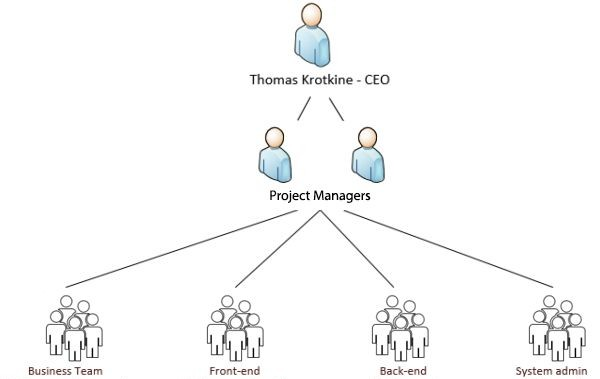 Thomas Krotkine - CEO
Project Managers
Business Team
Front-end
Back-end
System admin